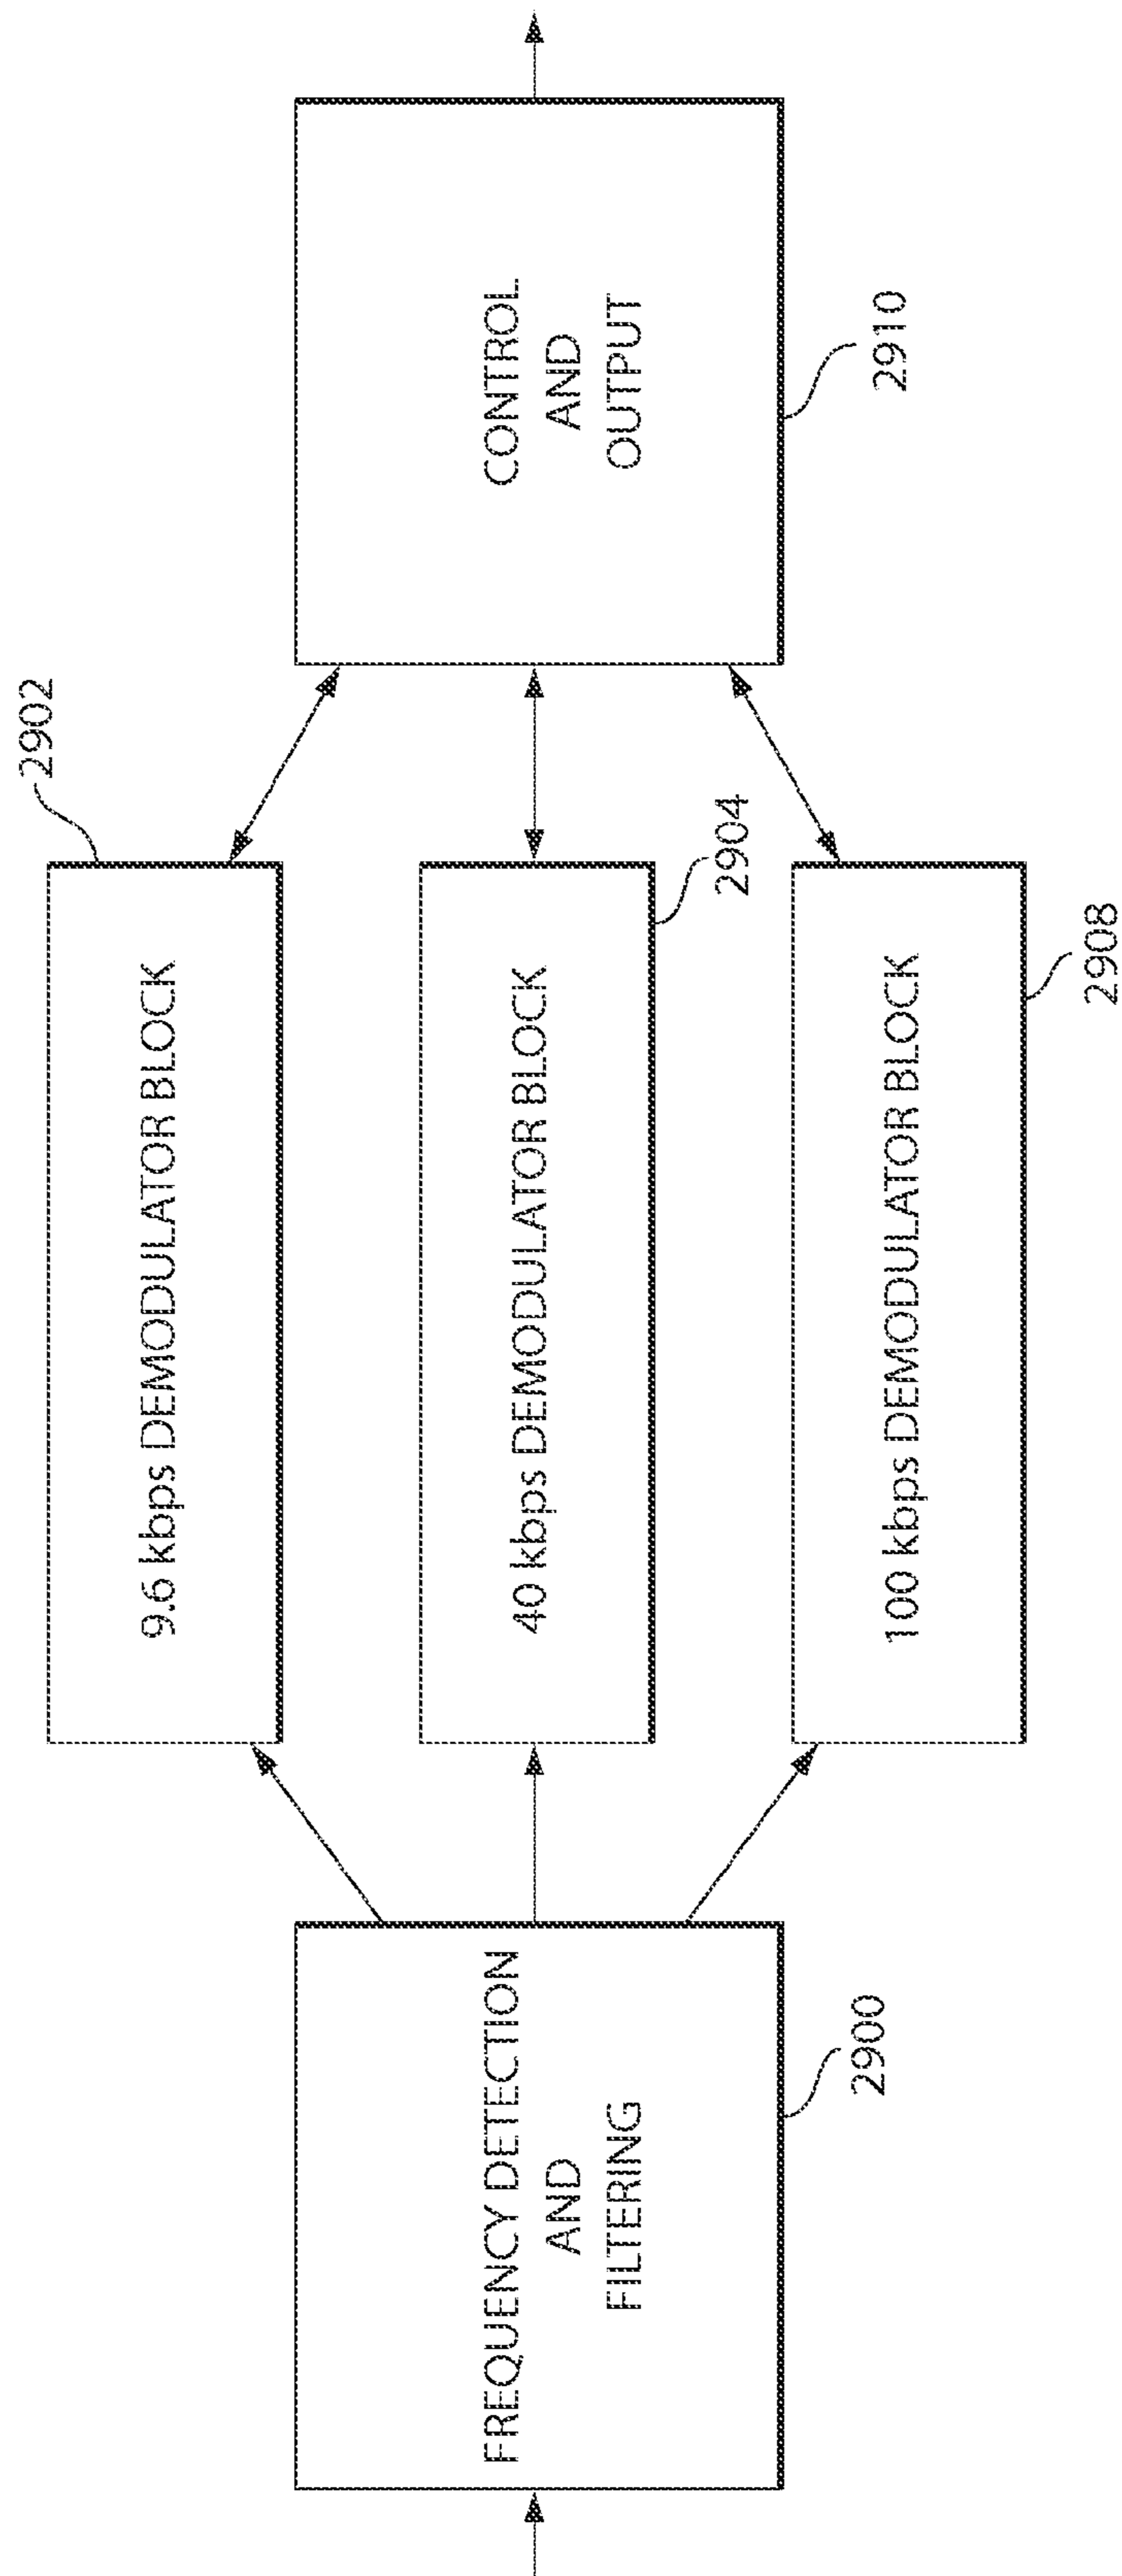 FREQUENCY DETECTION
AND
FILTERING
2900
9.6 kbps DEMODULATOR BLOCK
2902
40 kbps DEMODULATOR BLOCK
2904
100 kbps DEMODULATOR BLOCK
2908
CONTROL
AND
OUTPUT
2910